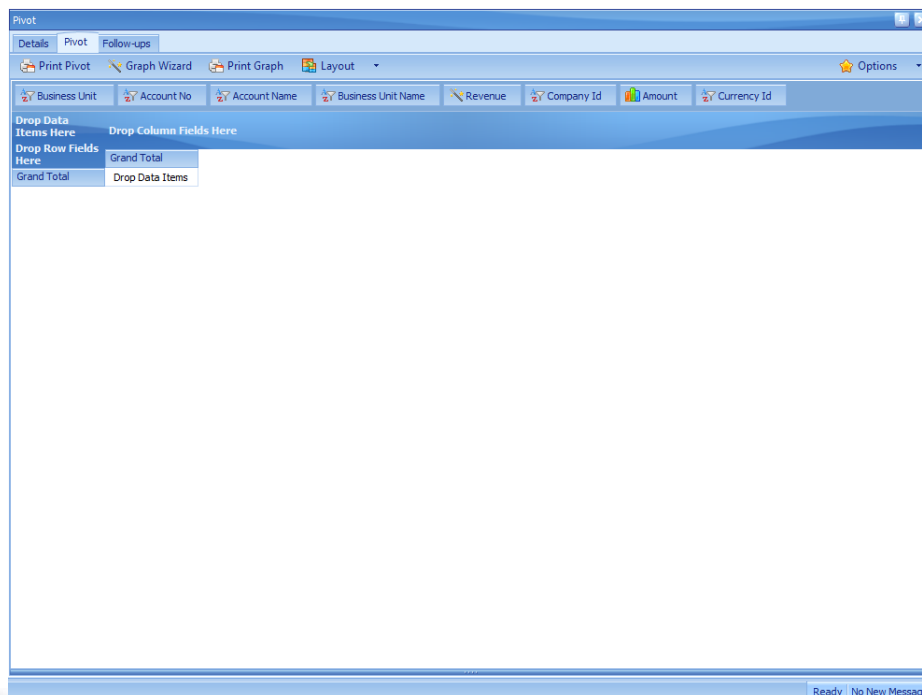 Pivot
Details Pivot Follow-ups
Print Pivot Graph Wizard Print Graph Layout Options
Business Unit Account No Account Name Business Unit Name Revenue Company Id Amount Currency Id
Drop Data
Items Here
Drop Column Fields Here
Drop Row Fields
Here
Grand Total
Grand Total Drop Data Items
Ready No New Messag